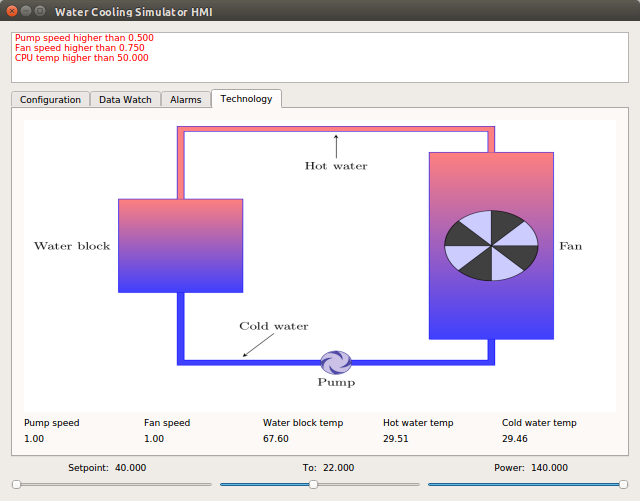 Water Cooling Simulator HMI
Pump speed higher than 0.500
Fan speed higher than 0.750
CPU temp higher than 50.000
Configuration Data Watch Alarms Technology
Hot water
Water block
Fan
Cold water
Pump
Pump speed Fan speed Water block temp Hot water temp Cold water temp
1.00 1.00 67.60 29.51 29.46
Setpoint: 40.000 To: 22.000 Power: 140.000